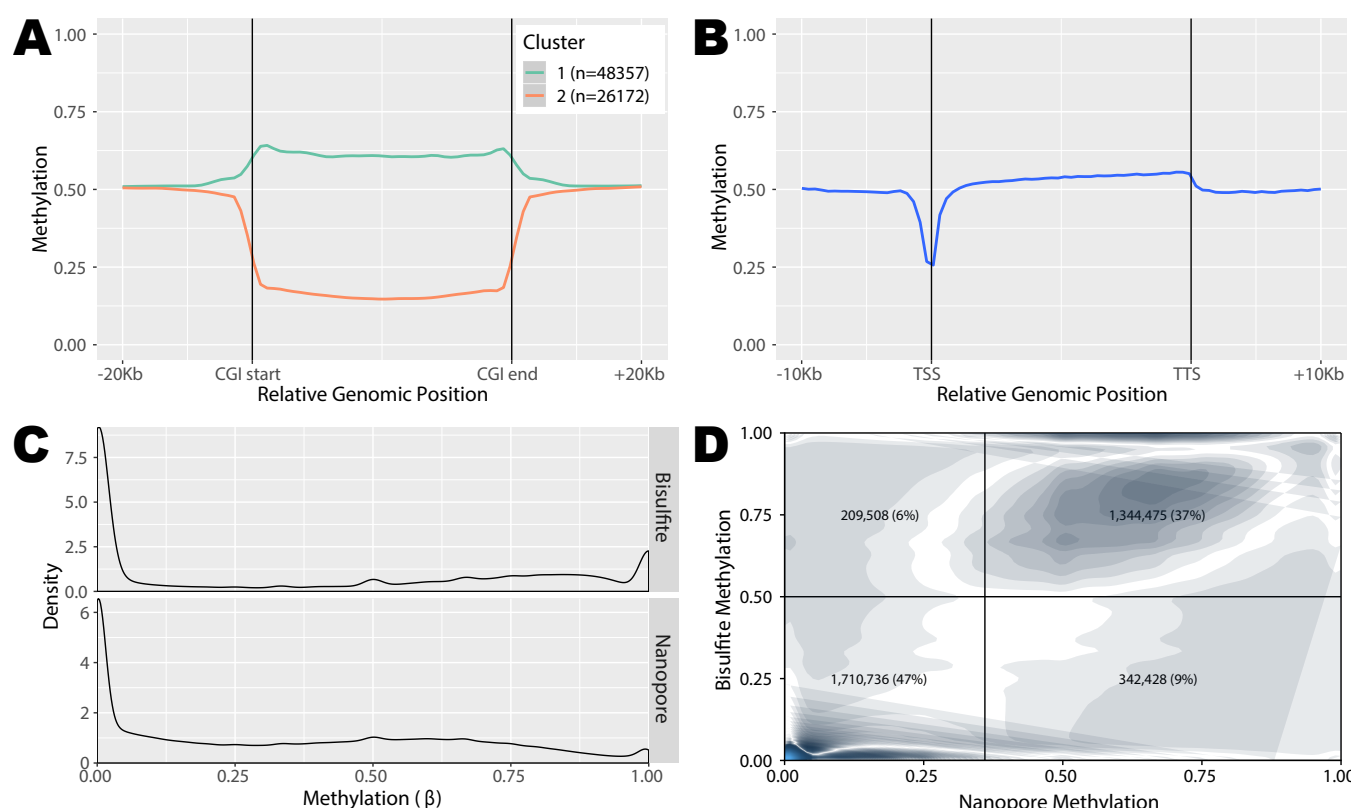 A
1.00
0.75
0.50
0.25
0.00
Methylation
Cluster
1 (n=48357)
2 (n=26172)
-20Kb
CGI start
CGI end
+20Kb
Relative Genomic Position
B
1.00
0.75
0.50
0.25
0.00
Methylation
-10Kb
TSS
TTS
+10Kb
Relative Genomic Position
C
7.5
5.0
2.5
0.0
Bisulfite
Density
6
4
2
0
Nanopore
0.00
0.25
0.50
0.75
1.00
Methylation (β)
D
1.00
0.75
0.50
0.25
0.00
Bisulfite Methylation
209,508 (6%)
1,344,475 (37%)
1,710,736 (47%)
342,428 (9%)
0.00
0.25
0.50
0.75
1.00
Nanopore Methylation